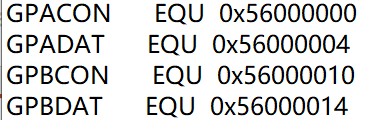 GPACON EQU 0x56000000
GPADAT EQU 0x56000004
GPBCON EQU 0x56000010
GPBDAT EQU 0x56000014